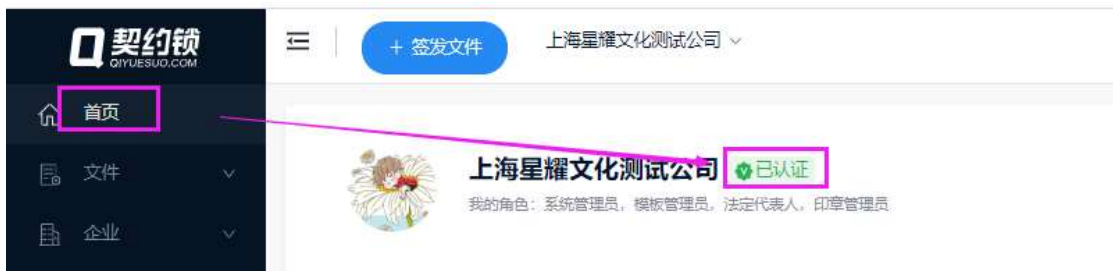 契约锁
QIYUESUO.COM
+ 签发文件
上海星耀文化测试公司
首页
上海星耀文化测试公司 已认证
我的角色：系统管理员，模板管理员，法定代表人，印章管理员
文件
企业